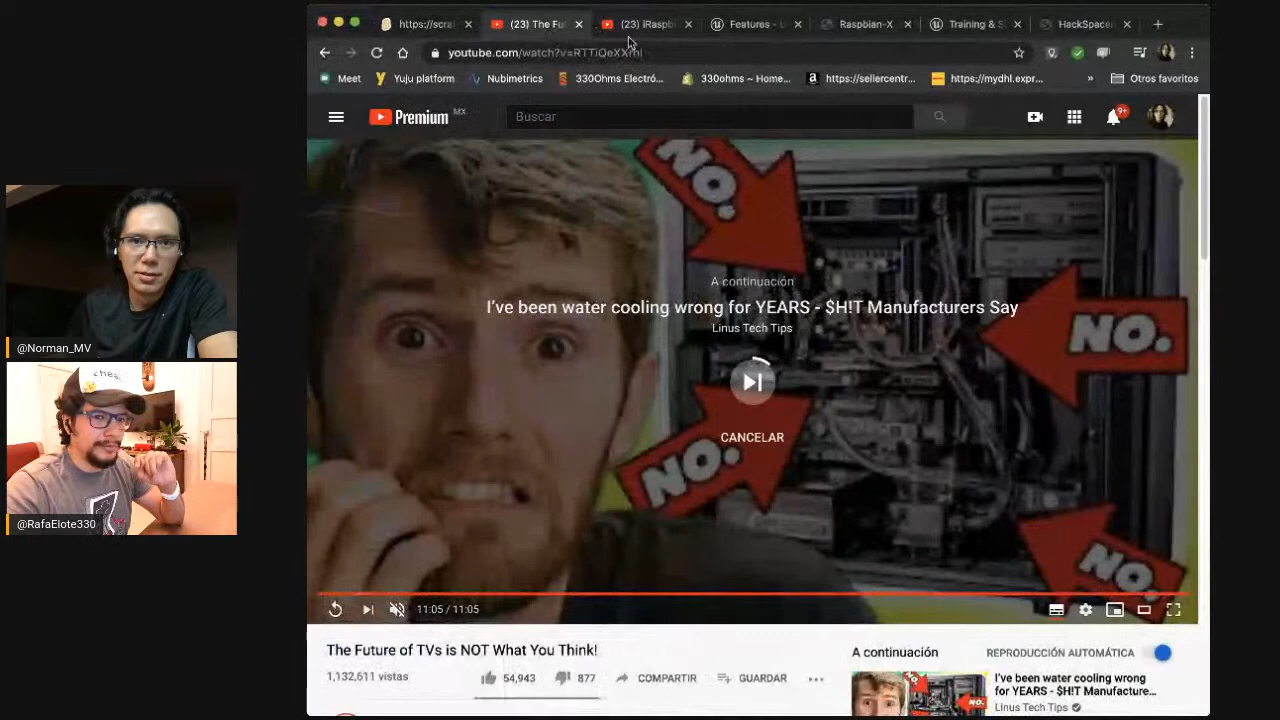 https://scral
(23) The Fu
(23) iRaspb
Features -
Raspbian-X
Training & S
HackSpace
youtube.com/watch?v=RTTiQeXX
Meet
Yuju platform
Nubimetrics
330Ohms Electró...
330ohms ~ Home...
https://sellercentr...
https://mydhl.expr...
»
Otros favoritos
Premium MX
Buscar
9+
NO.
NO.
NO.
NO.
A continuación
I've been water cooling wrong for YEARS - $H!T Manufacturers Say
Linus Tech Tips
CANCELAR
@Norman_MV
chee
@RafaElote330
11:05 / 11:05
The Future of TVs is NOT What You Think!
1,132,611 vistas
54,943
877
COMPARTIR
GUARDAR
A continuación
REPRODUCCIÓN AUTOMÁTICA
I've been water cooling wrong
for YEARS - $H!T Manufacture...
Linus Tech Tips